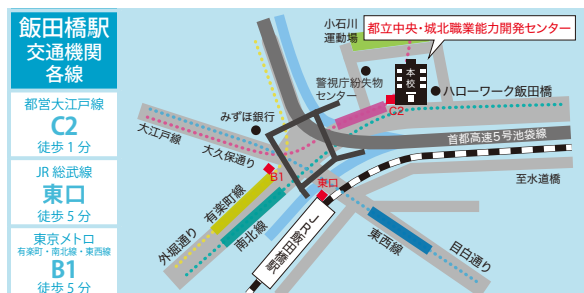 飯田橋駅
交通機関
各線
都営大江戸線
C2
徒歩1分
JR 総武線
東口
徒歩5分
東京メトロ
有楽町・南北線・東西線
B1
徒歩5分
小石川
運動場
都立中央・城北職業能力開発センター
本校
警視庁紛失物
センター
ハローワーク飯田橋
みずほ銀行
C2
大江戸線
大久保通り
首都高速5号池袋線
至水道橋
B1
東口
有楽町線
南北線
外堀通り
JR飯田橋駅
東西線
目白通り